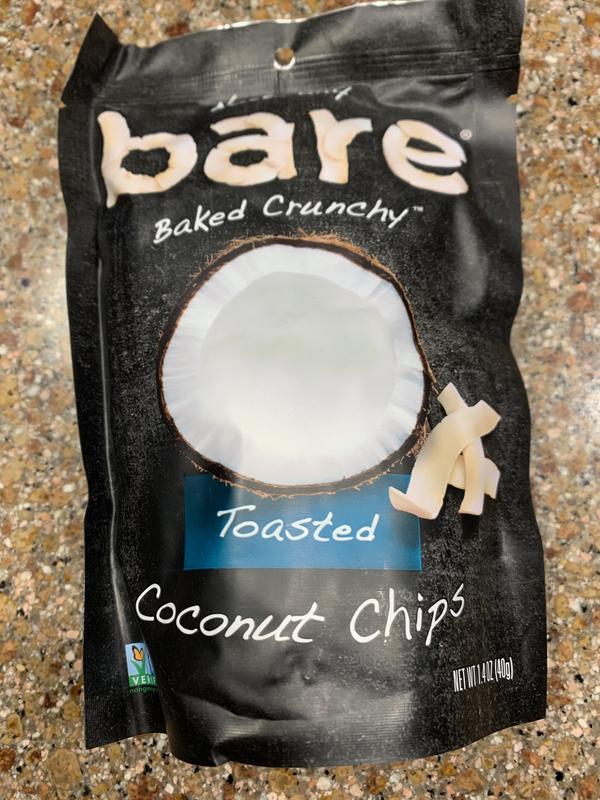 bare®
Baked Crunchy™
Toasted
Coconut Chips
NET WT 1.4 OZ (40g)